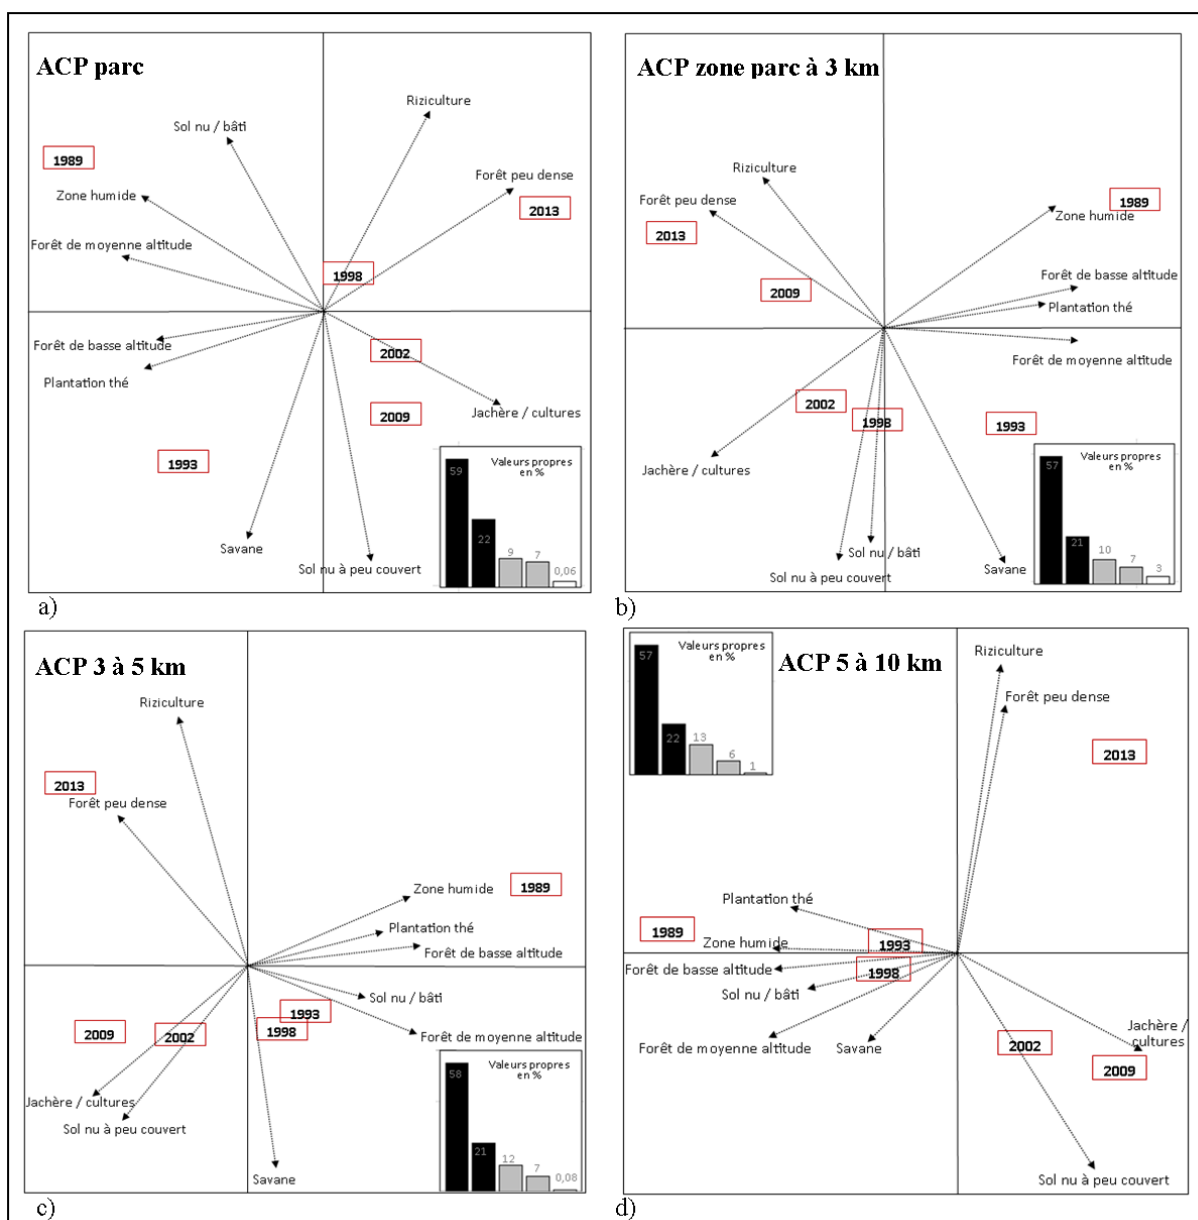 ACP parc
Riziculture
Sol nu / bâti
1989
Forêt peu dense
Zone humide
2013
Forêt de moyenne altitude
1998
Forêt de basse altitude
2002
Plantation thé
Jachère / cultures
2009
1993
Valeurs propres
en %
59
22
9
7
0,06
Savane
Sol nu à peu couvert
a)
ACP zone parc à 3 km
Riziculture
Forêt peu dense
1989
Zone humide
2013
Forêt de basse altitude
2009
Plantation thé
Forêt de moyenne altitude
2002
1998
1993
Jachère / cultures
Valeurs propres
en %
57
21
10
7
3
Sol nu / bâti
Sol nu à peu couvert
Savane
b)
ACP 3 à 5 km
Riziculture
2013
Forêt peu dense
Zone humide
1989
Plantation thé
Forêt de basse altitude
Sol nu / bâti
1993
2009
2002
1998
Forêt de moyenne altitude
Valeurs propres
en %
58
21
12
7
0,08
Jachère / cultures
Sol nu à peu couvert
Savane
c)
Valeurs propres
en %
57
22
13
6
1
ACP 5 à 10 km
Riziculture
Forêt peu dense
2013
Plantation thé
1989
Zone humide
1993
Forêt de basse altitude
1998
Sol nu / bâti
Forêt de moyenne altitude
Savane
2002
Jachère /
cultures
2009
Sol nu à peu couvert
d)